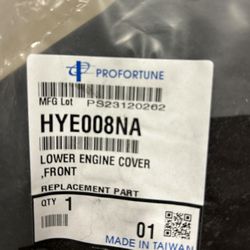 PROFORTUNE
MFG Lot PS23120262
HYE008NA
LOWER ENGINE COVER
,FRONT
REPLACEMENT PART
QTY 1
01
MADE IN TAIWAN